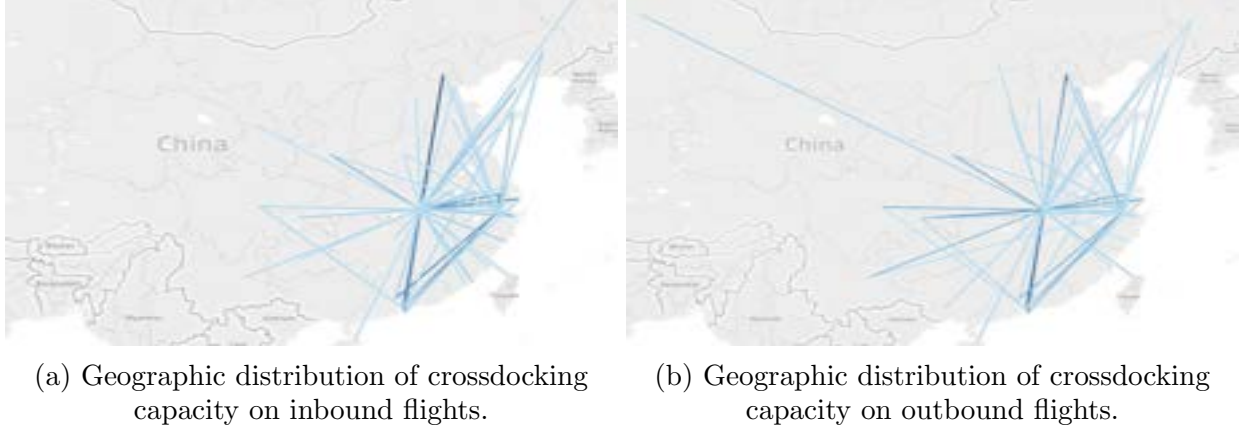 China
China
(a) Geographic distribution of crossdocking
capacity on inbound flights.
(b) Geographic distribution of crossdocking
capacity on outbound flights.